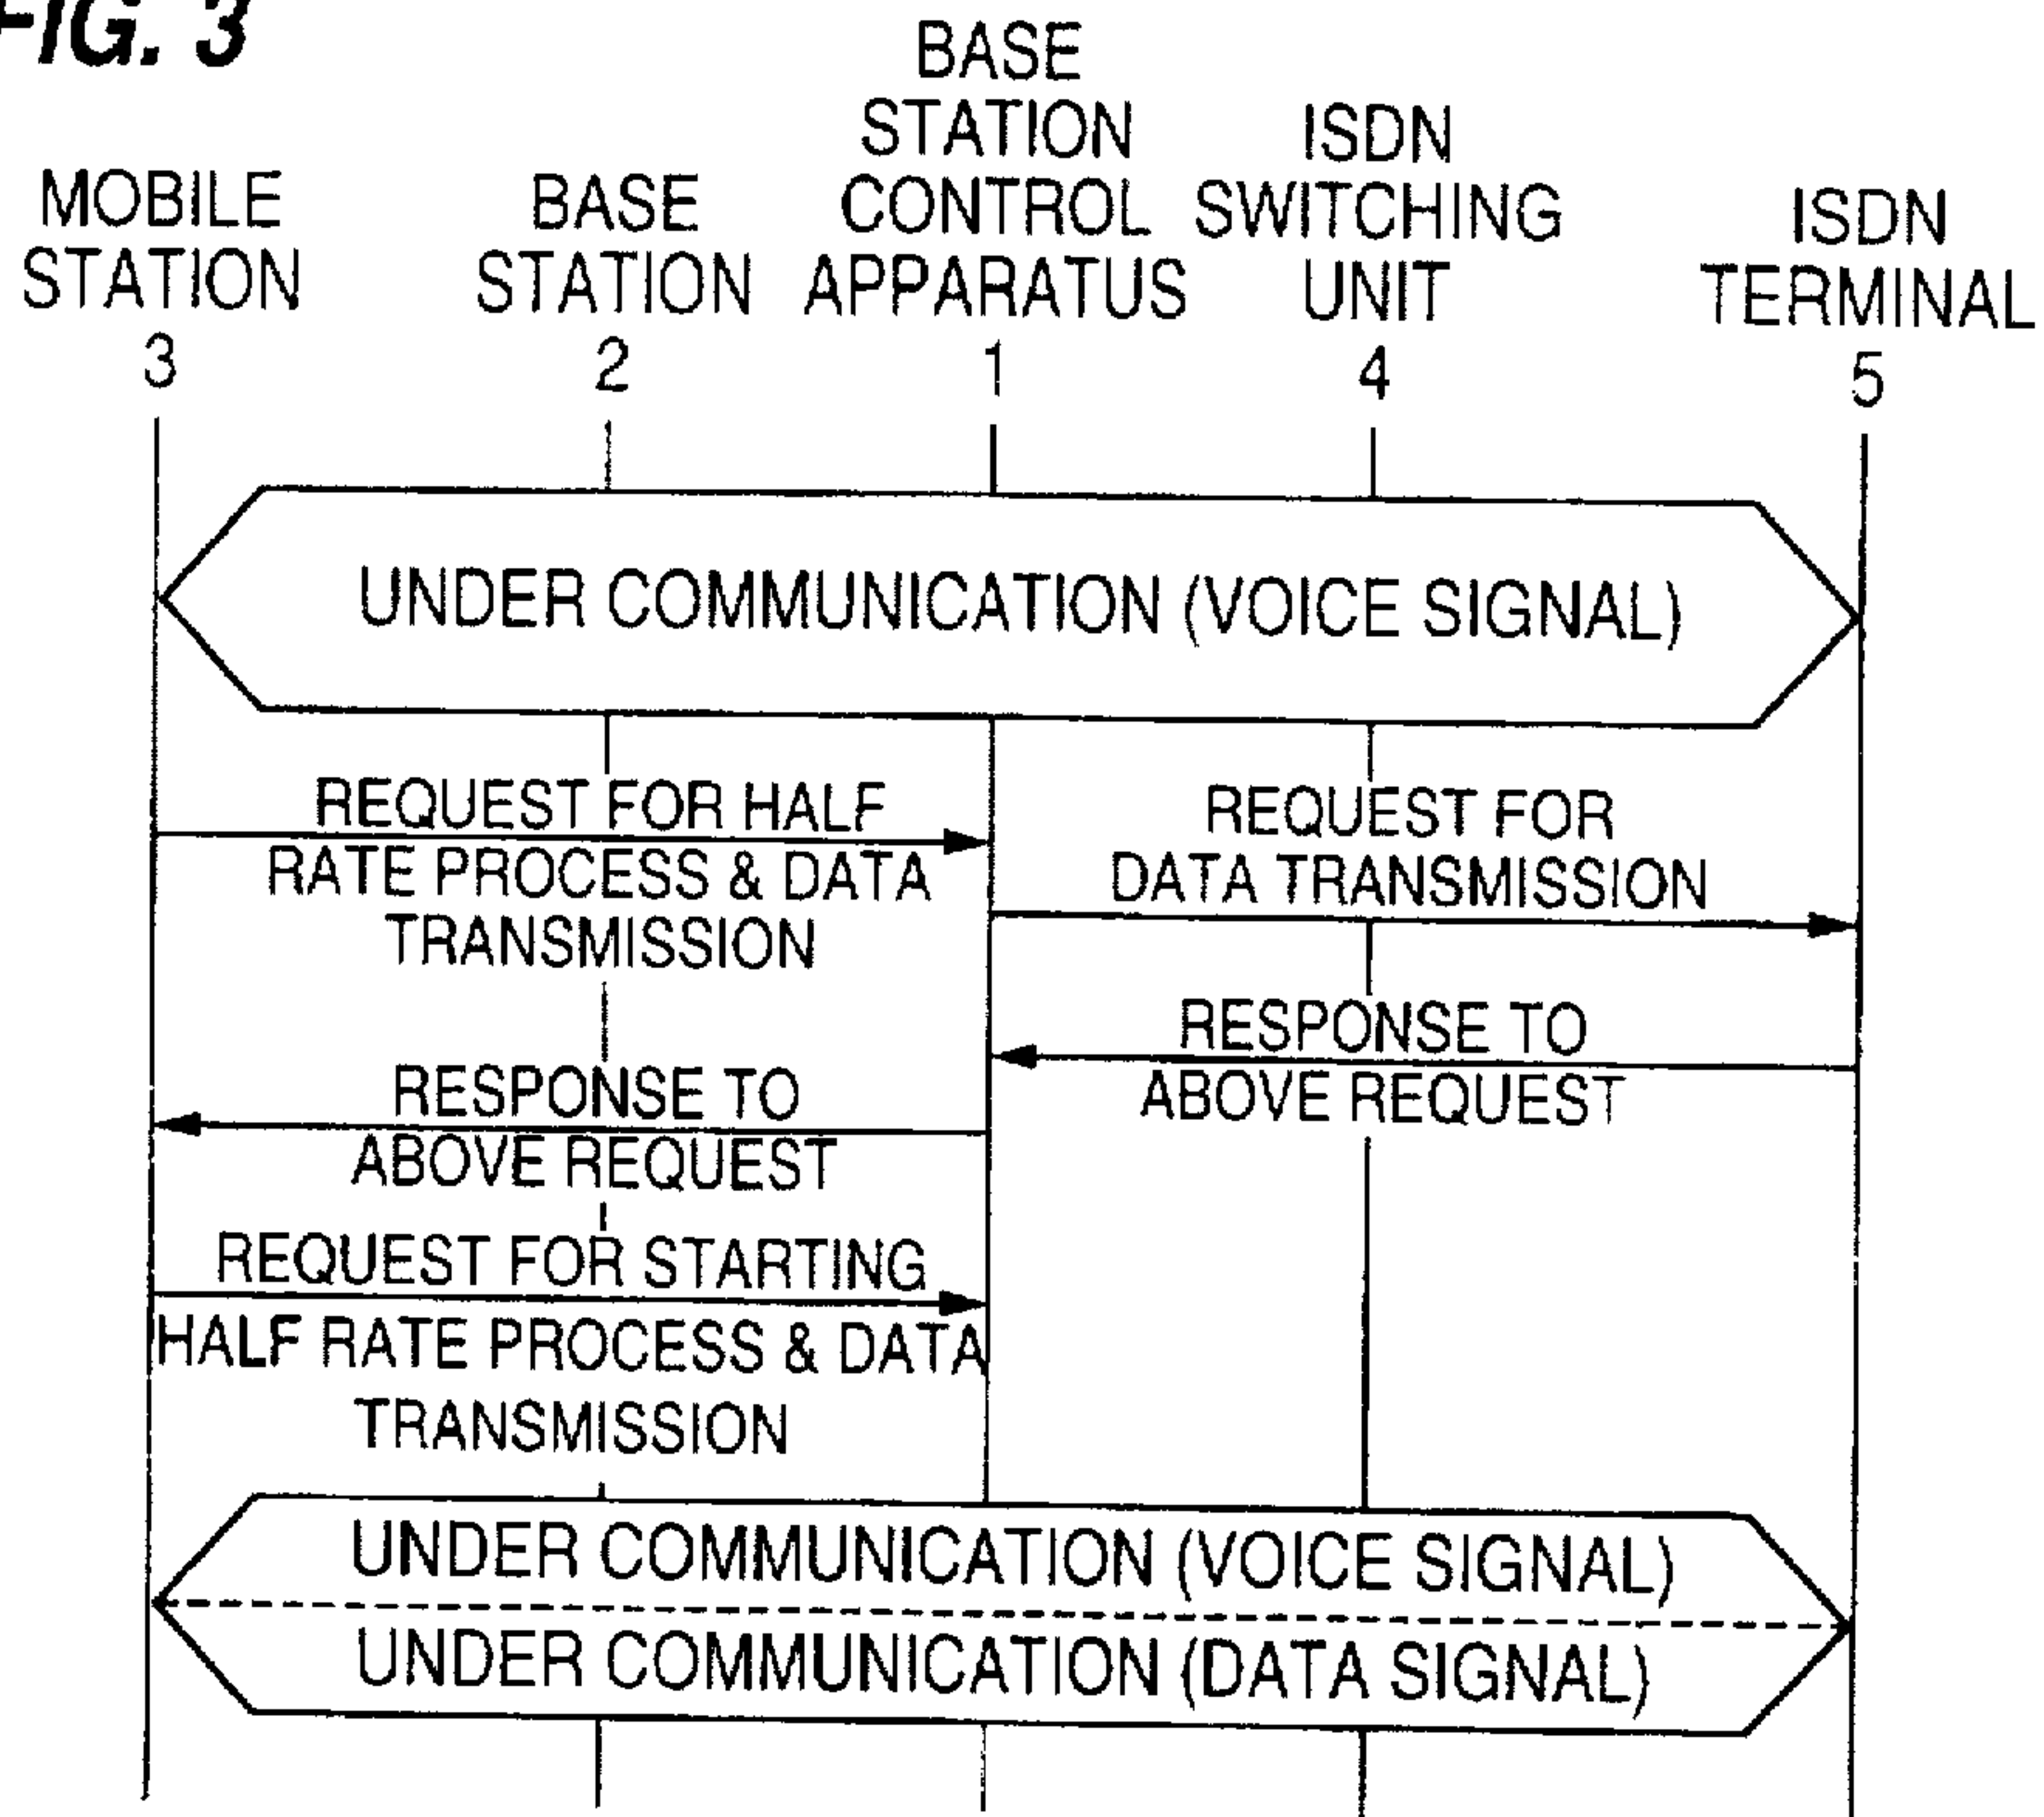 FIG. 3
MOBILE
STATION
3
BASE
STATION
2
BASE
STATION
CONTROL
APPARATUS
1
ISDN
SWITCHING
UNIT
4
ISDN
TERMINAL
5
UNDER COMMUNICATION (VOICE SIGNAL)
REQUEST FOR HALF
RATE PROCESS & DATA
TRANSMISSION
REQUEST FOR
DATA TRANSMISSION
RESPONSE TO
ABOVE REQUEST
RESPONSE TO
ABOVE REQUEST
REQUEST FOR STARTING
HALF RATE PROCESS & DATA
TRANSMISSION
UNDER COMMUNICATION (VOICE SIGNAL)
UNDER COMMUNICATION (DATA SIGNAL)